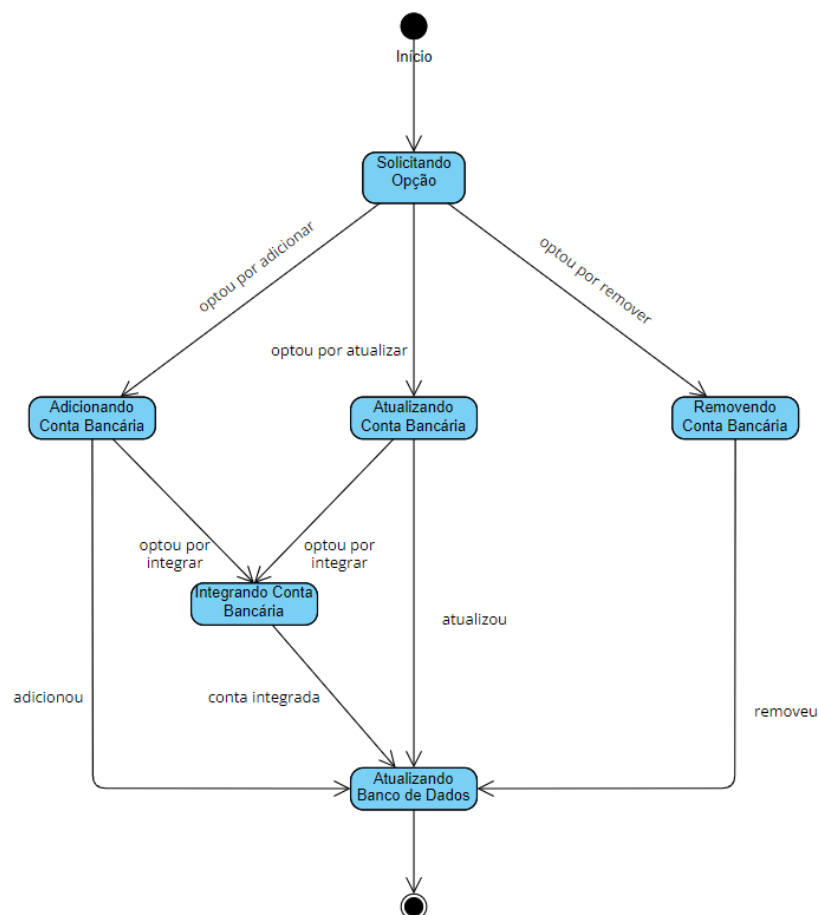 Início
Solicitando
Opção
optou por adicionar
optou por remover
optou por atualizar
Adicionando
Conta Bancária
Atualizando
Conta Bancária
Removendo
Conta Bancária
optou por
integrar
optou por
integrar
Integrando Conta
Bancária
atualizou
adicionou
conta integrada
removeu
Atualizando
Banco de Dados